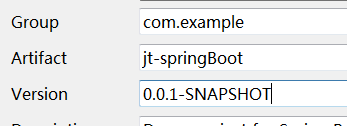 Group com.example
Artifact jt-springBoot
Version 0.0.1-SNAPSHOT